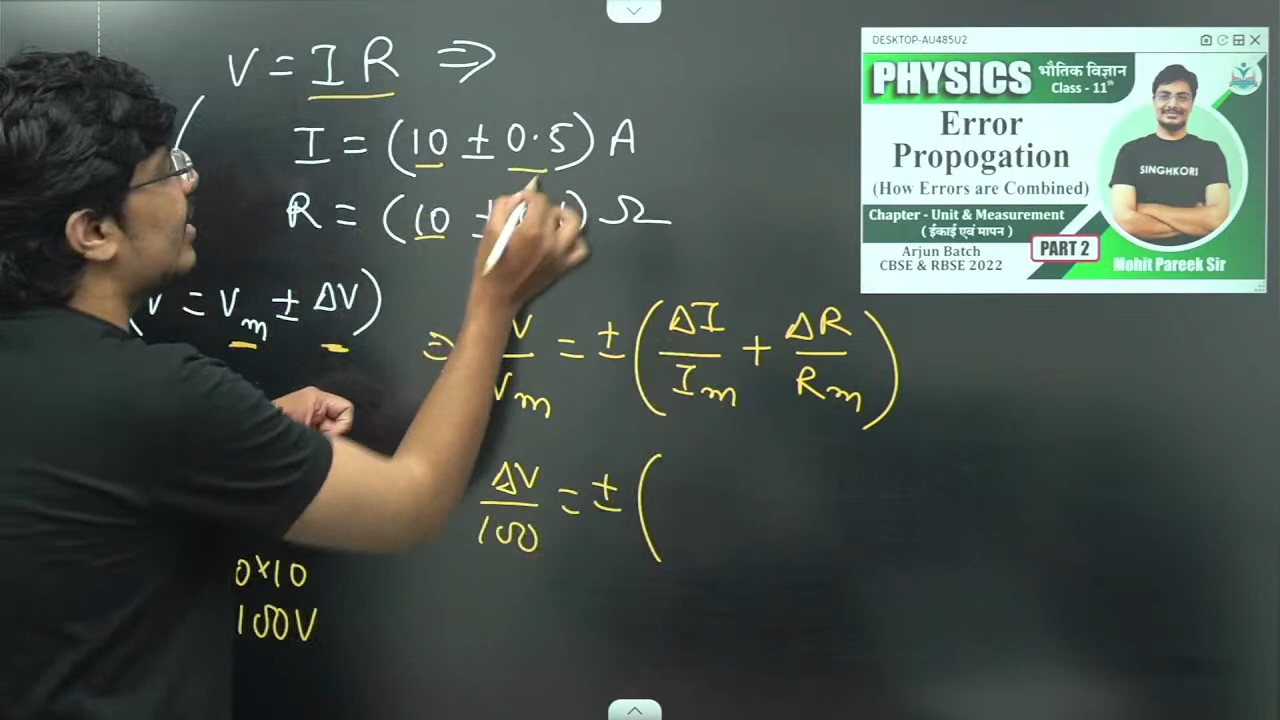 V = I R ⇒
I = (10 ± 0.5) A
R = (10 ±
) Ω
V = Vm ± ΔV)
⇒
V
Vm
= ± (ΔI/Im + ΔR/Rm)
ΔV/100 = ± (
0×10
100V
DESKTOP-AU485U2
PHYSICS भौतिक विज्ञान
Class - 11th
Error
Propogation
(How Errors are Combined)
Chapter - Unit & Measurement
( ईकाई एवं मापन )
PART 2
Arjun Batch
CBSE & RBSE 2022
Mohit Pareek Sir
SINGHKORI